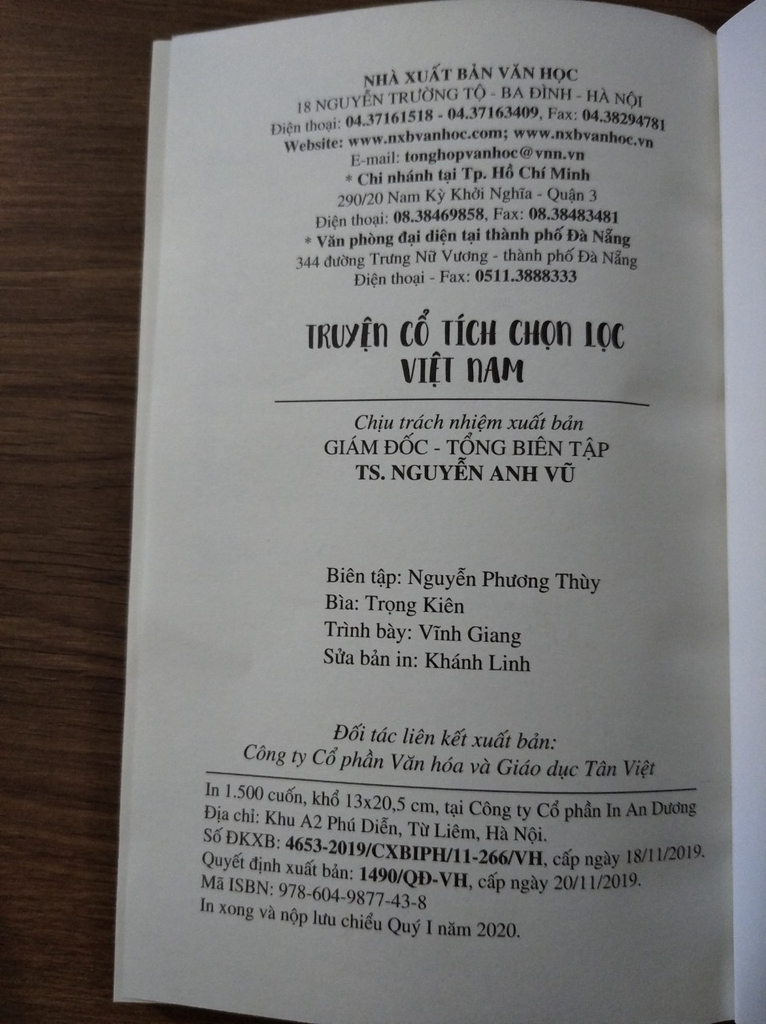 NHÀ XUẤT BẢN VĂN HỌC
18 NGUYỄN TRƯỜNG TỘ - BA ĐÌNH - HÀ NỘI
Điện thoại: 04.37161518 - 04.37163409, Fax: 04.38294781
Website: www.nxbvanhoc.com; www.nxbvanhoc.vn
E-mail: tonghopvanhoc@vnn.vn
* Chi nhánh tại Tp. Hồ Chí Minh
290/20 Nam Kỳ Khởi Nghĩa - Quận 3
Điện thoại: 08.38469858, Fax: 08.38483481
* Văn phòng đại diện tại thành phố Đà Nẵng
344 đường Trưng Nữ Vương - thành phố Đà Nẵng
Điện thoại - Fax: 0511.3888333
TRUYỆN CỔ TÍCH CHỌN LỌC
VIỆT NAM
Chịu trách nhiệm xuất bản
GIÁM ĐỐC - TỔNG BIÊN TẬP
TS. NGUYỄN ANH VŨ
Biên tập: Nguyễn Phương Thùy
Bìa: Trọng Kiên
Trình bày: Vĩnh Giang
Sửa bản in: Khánh Linh
Đối tác liên kết xuất bản:
Công ty Cổ phần Văn hóa và Giáo dục Tân Việt
In 1.500 cuốn, khổ 13x20,5 cm, tại Công ty Cổ phần In An Dương
Địa chỉ: Khu A2 Phú Diễn, Từ Liêm, Hà Nội.
Số ĐKXB: 4653-2019/CXBIPH/11-266/VH, cấp ngày 18/11/2019.
Quyết định xuất bản: 1490/QĐ-VH, cấp ngày 20/11/2019.
Mã ISBN: 978-604-9877-43-8
In xong và nộp lưu chiểu Quý I năm 2020.